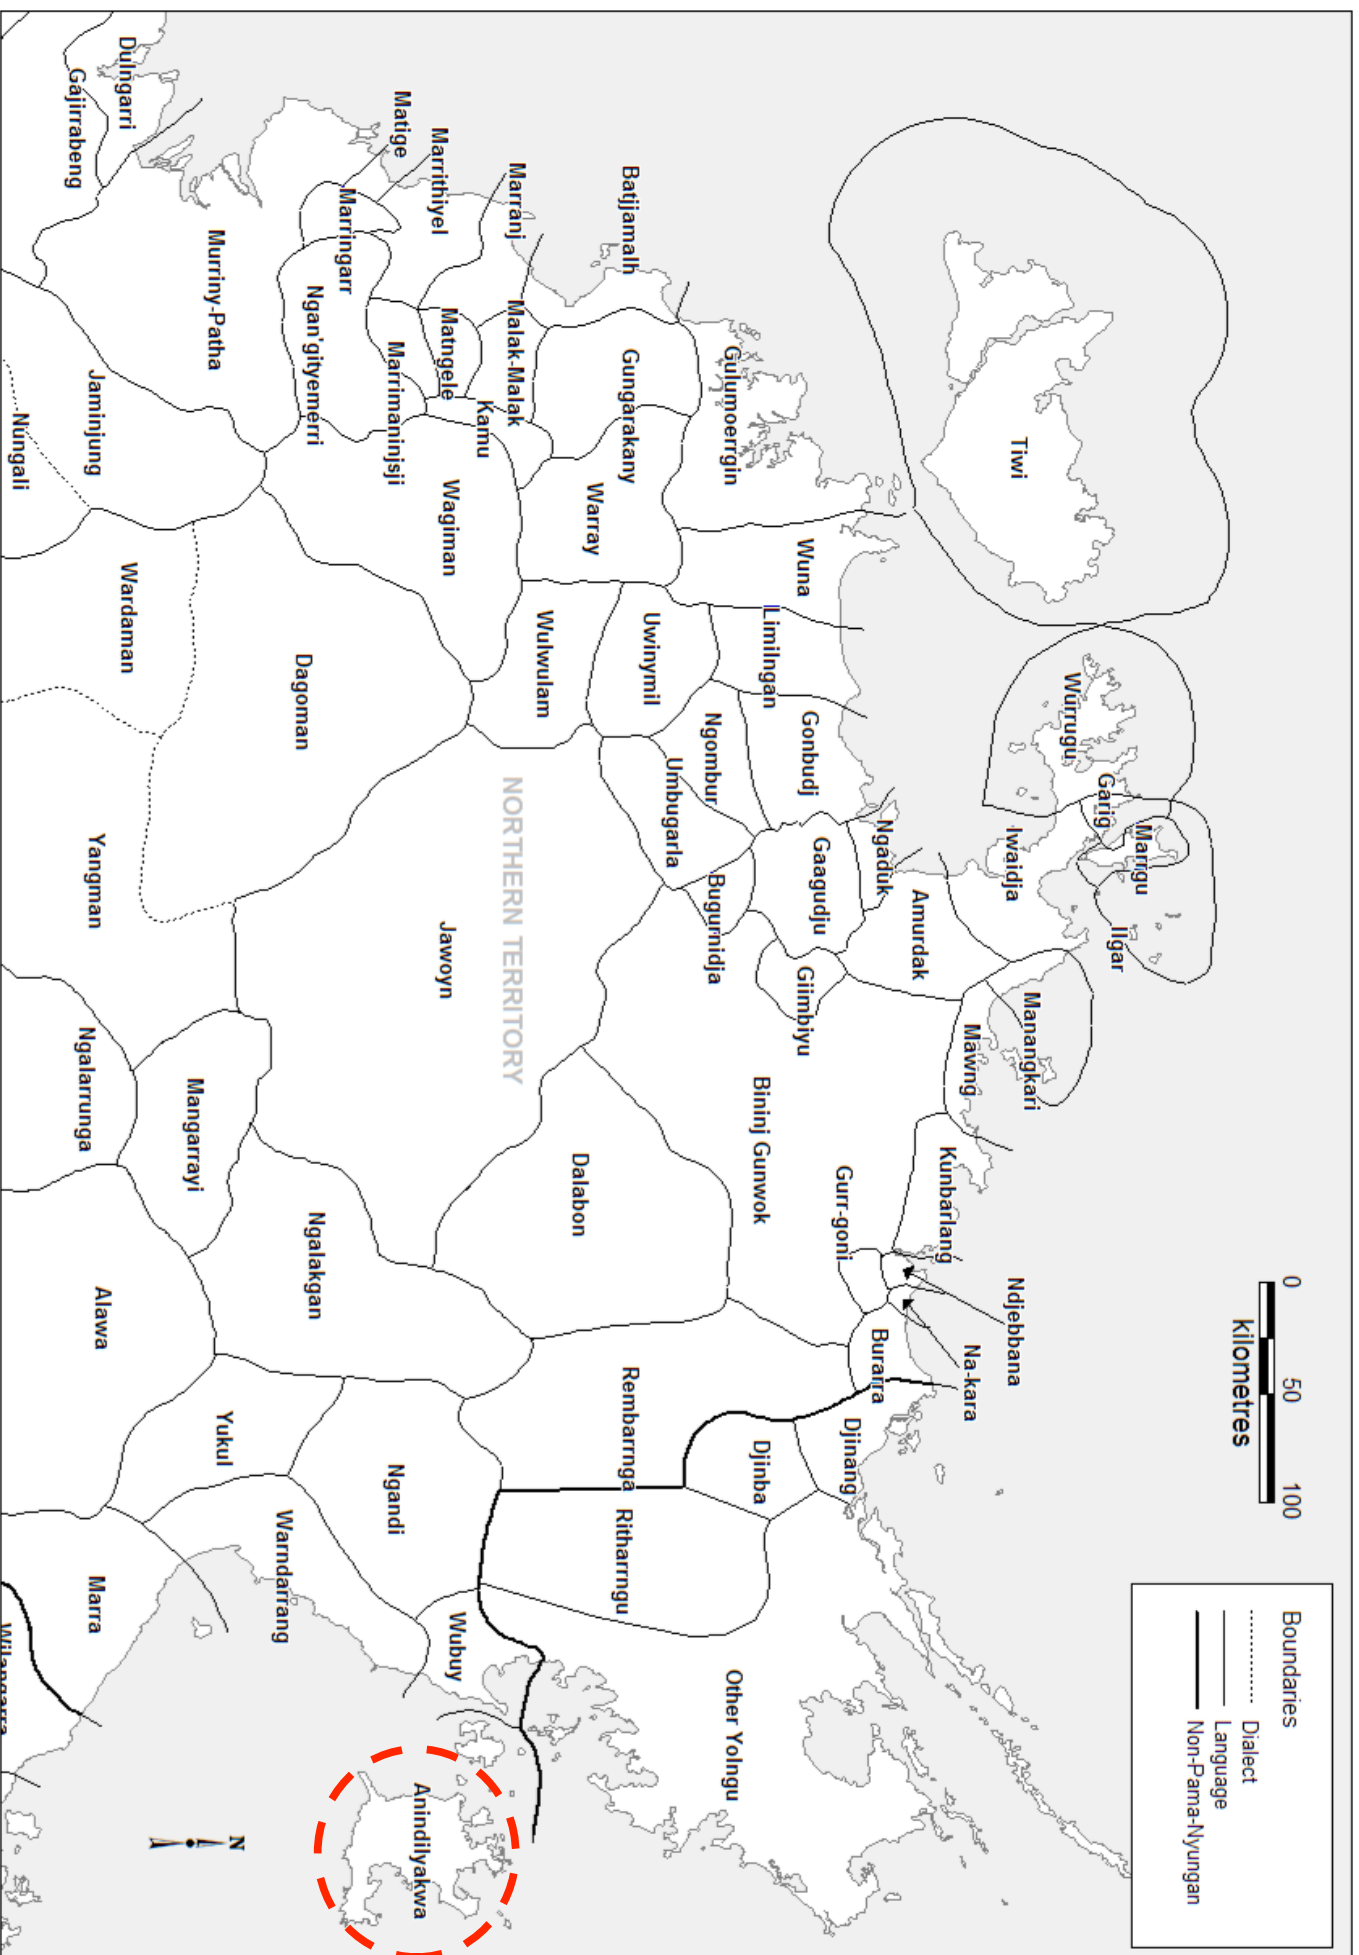 0 50 100
kilometres
Boundaries
Dialect
Language
Non-Pama-Nyungan
Tiwi
Wurrugu
Garig
Marrgu
Ilgar
Iwaidja
Manangkari
Mawng
Amurdak
Ngaduk
Kunbarlang
Ndjebbana
Na-kara
Gurr-goni
Burarra
Djinang
Djinba
Other Yolngu
Batjjamalh
Gulumoerrgin
Wuna
Limilngan
Gonbudj
Gaagudju
Giimbiyu
Bininj Gunwok
Gungarakany
Warray
Uwinymil
Ngombur
Umbugarla
Bugurnidja
Rembarrnga
Ritharrngu
Marranj
Malak-Malak
Kamu
Wulwulam
NORTHERN TERRITORY
Dalabon
Matige
Marrithiyel
Matngele
Marrimaninjsji
Wagiman
Jawoyn
Wubuy
Anindilyakwa
Marringarr
Ngan'gityemerri
Dagoman
Ngalakgan
Ngandi
Warndarrang
Murriny-Patha
Mangarrayi
Yukul
N
Dulngarri
Gajirrabeng
Jaminjung
Wardaman
Yangman
Ngalarrunga
Alawa
Marra
Nungali
Wilangarra